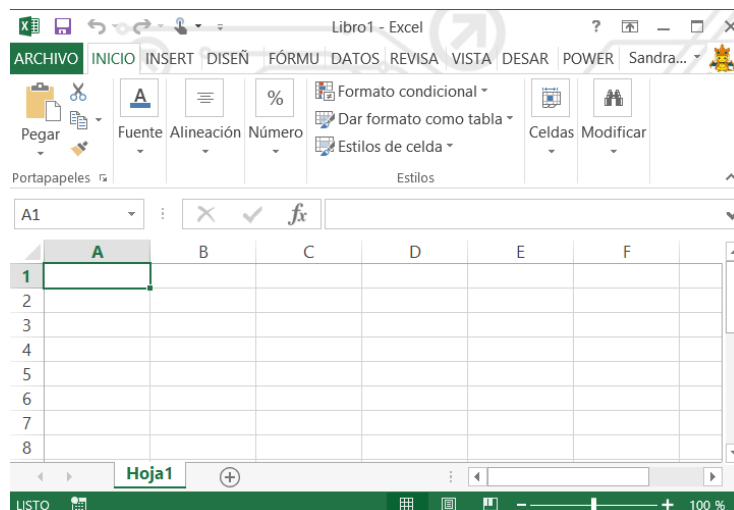 Libro1 - Excel ?
ARCHIVO INICIO INSERT DISEÑ FÓRMU DATOS REVISA VISTA DESAR POWER Sandra...
Pegar
A
Fuente
Alineación
%
Número
Formato condicional
Dar formato como tabla
Estilos de celda
Celdas
Modificar
Portapapeles Estilos
A1 fx
A B C D E F
1
2
3
4
5
6
7
8
Hoja1
LISTO 100 %